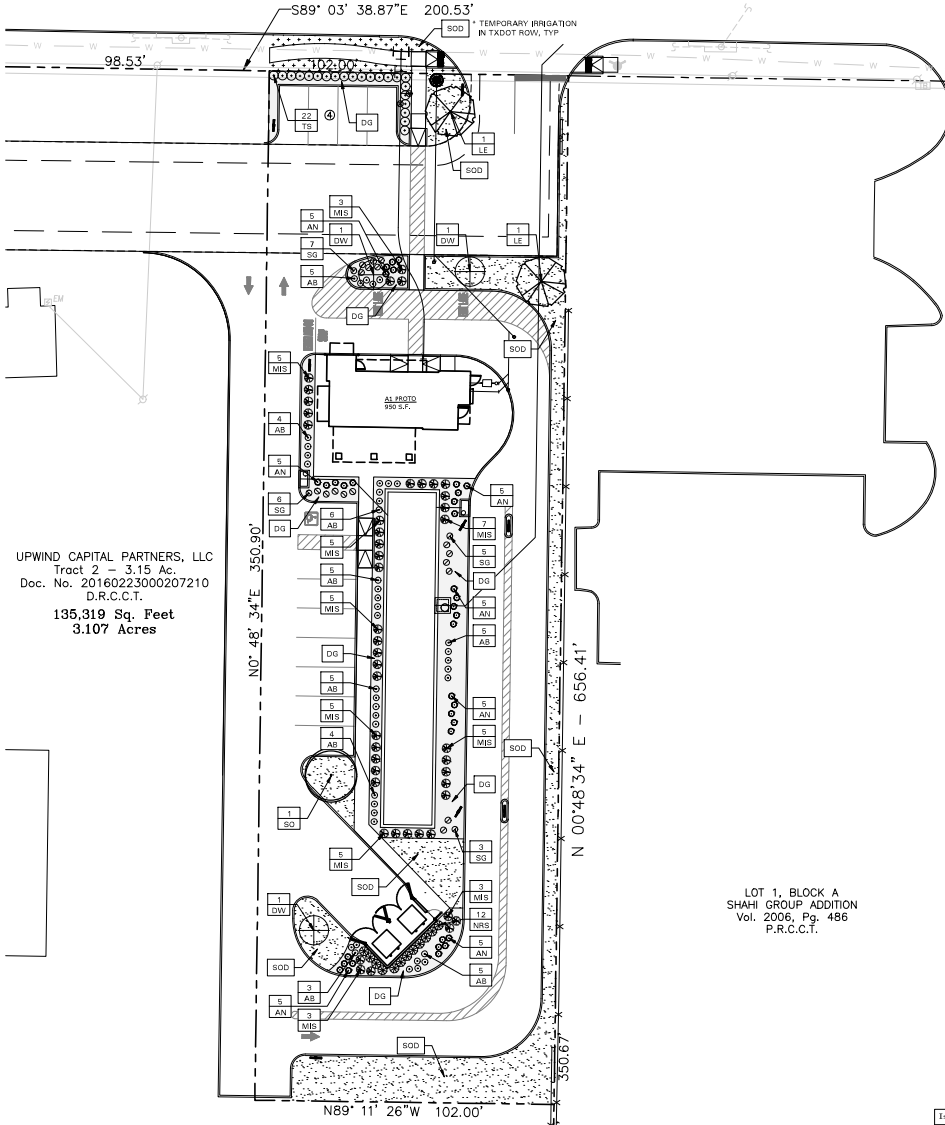 S89° 03' 38.87"E 200.53'
SOD
* TEMPORARY IRRIGATION
IN TXDOT ROW, TYP
98.53'
102.00'
22
TS
4
DG
1
LE
SOD
3
MIS
5
AN
1
DW
7
SG
5
AB
1
DW
1
LE
DG
EM
SOD
5
MIS
A1 PROTO
950 S.F.
4
AB
5
AN
6
SG
DG
5
AN
6
AB
7
MIS
5
MIS
5
SG
DG
5
AB
5
AN
5
MIS
5
AB
DG
UPWIND CAPITAL PARTNERS, LLC
Tract 2 – 3.15 Ac.
Doc. No. 20160223000207210
D.R.C.C.T.
135,319 Sq. Feet
3.107 Acres
N0° 48' 34"E 350.90'
N 00°48'34" E - 656.41'
5
AB
5
AN
5
MIS
5
MIS
4
AB
SOD
DG
1
SO
3
SG
5
MIS
SOD
3
MIS
12
NRS
1
DW
5
AN
5
AB
SOD
3
AB
5
AN
3
MIS
DG
SOD
LOT 1, BLOCK A
SHAHI GROUP ADDITION
Vol. 2006, Pg. 486
P.R.C.C.T.
350.67
N89° 11' 26"W 102.00'